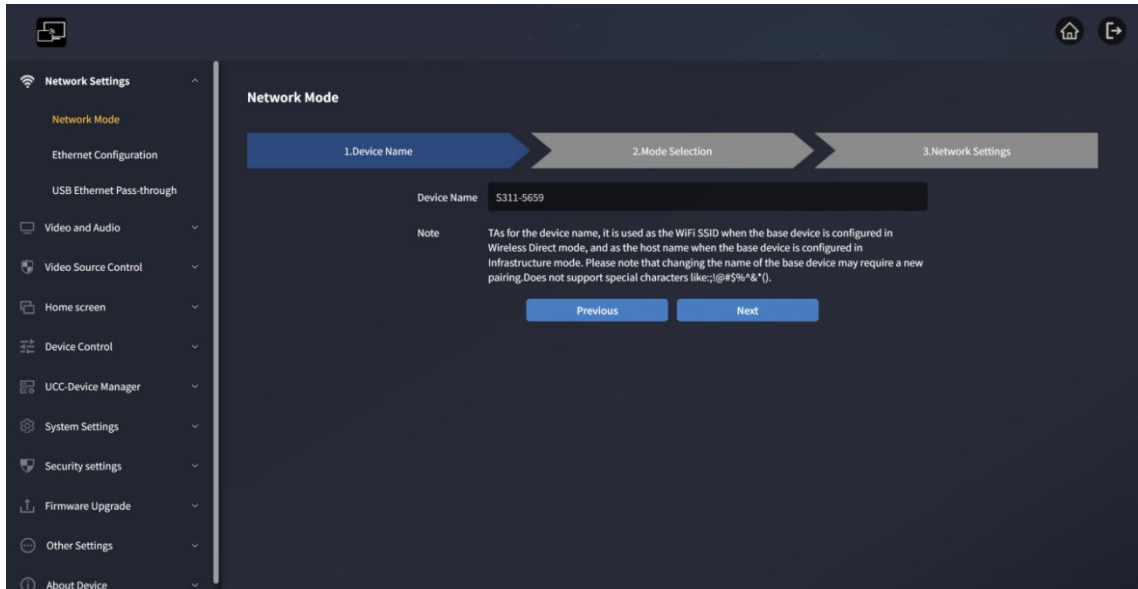 Network Settings
Network Mode
Ethernet Configuration
USB Ethernet Pass-through
Video and Audio
Video Source Control
Home screen
Device Control
UCC-Device Manager
System Settings
Security settings
Firmware Upgrade
Other Settings
About Device
Network Mode
1.Device Name
2.Mode Selection
3.Network Settings
Device Name
S311-5659
Note
TAs for the device name, it is used as the WiFi SSID when the base device is configured in
Wireless Direct mode, and as the host name when the base device is configured in
Infrastructure mode. Please note that changing the name of the base device may require a new
pairing.Does not support special characters like:;!@#$%^&*().
Previous
Next